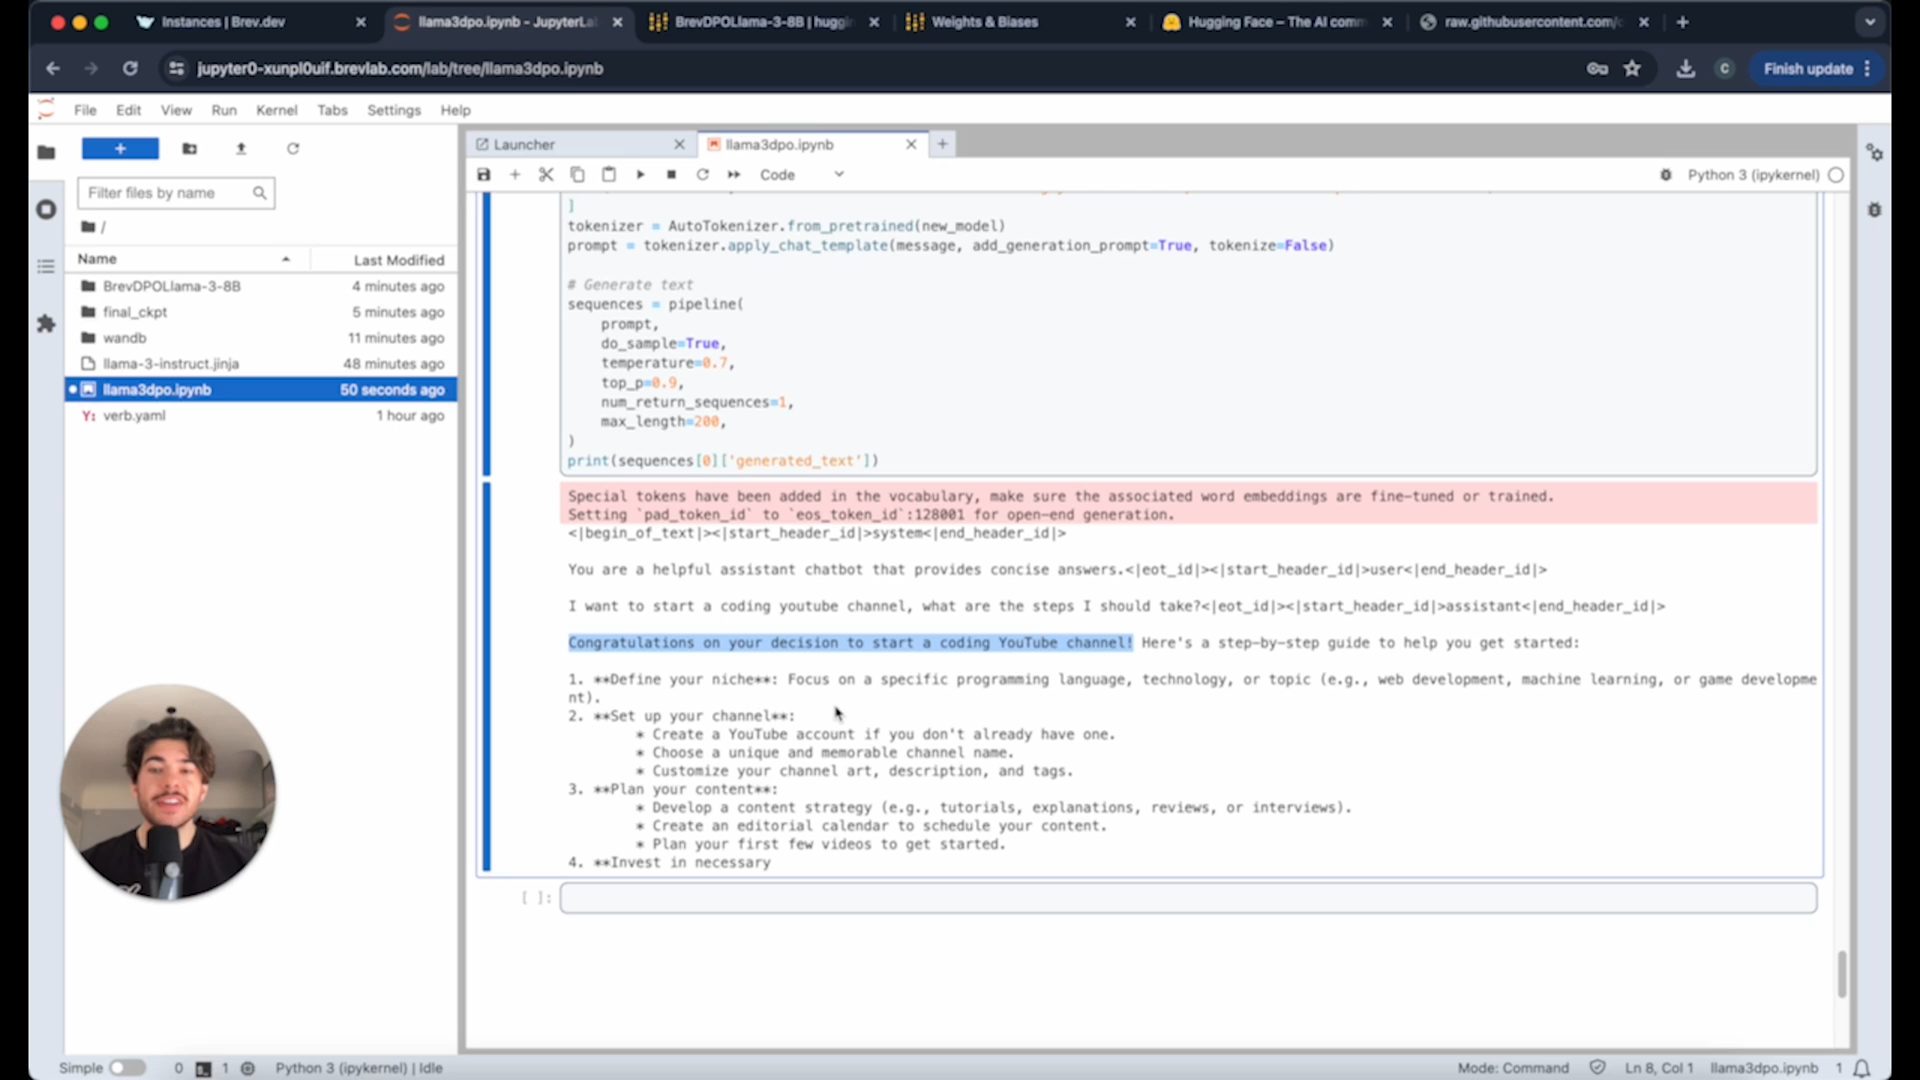 Instances | Brev.dev
llama3dpo.ipynb - JupyterLa
BrevDPOLlama-3-8B | huggi
Weights & Biases
Hugging Face – The AI comm
raw.githubusercontent.com/
jupyter0-xunpl0uif.brevlab.com/lab/tree/llama3dpo.ipynb
C
Finish update
File Edit View Run Kernel Tabs Settings Help
Launcher
llama3dpo.ipynb
Code
Python 3 (ipykernel)
Filter files by name
/
Name Last Modified
BrevDPOLlama-3-8B 4 minutes ago
final_ckpt 5 minutes ago
wandb 11 minutes ago
llama-3-instruct.jinja 48 minutes ago
llama3dpo.ipynb 50 seconds ago
Y: verb.yaml 1 hour ago
]
tokenizer = AutoTokenizer.from_pretrained(new_model)
prompt = tokenizer.apply_chat_template(message, add_generation_prompt=True, tokenize=False)
# Generate text
sequences = pipeline(
prompt,
do_sample=True,
temperature=0.7,
top_p=0.9,
num_return_sequences=1,
max_length=200,
)
print(sequences[0]['generated_text'])
Special tokens have been added in the vocabulary, make sure the associated word embeddings are fine-tuned or trained.
Setting `pad_token_id` to `eos_token_id`:128001 for open-end generation.
<|begin_of_text|><|start_header_id|>system<|end_header_id|>
You are a helpful assistant chatbot that provides concise answers.<|eot_id|><|start_header_id|>user<|end_header_id|>
I want to start a coding youtube channel, what are the steps I should take?<|eot_id|><|start_header_id|>assistant<|end_header_id|>
Congratulations on your decision to start a coding YouTube channel! Here's a step-by-step guide to help you get started:
1. **Define your niche**: Focus on a specific programming language, technology, or topic (e.g., web development, machine learning, or game developme
nt).
2. **Set up your channel**:
* Create a YouTube account if you don't already have one.
* Choose a unique and memorable channel name.
* Customize your channel art, description, and tags.
3. **Plan your content**:
* Develop a content strategy (e.g., tutorials, explanations, reviews, or interviews).
* Create an editorial calendar to schedule your content.
* Plan your first few videos to get started.
4. **Invest in necessary
[ ]:
Simple 0 1 Python 3 (ipykernel) | Idle
Mode: Command Ln 8, Col 1 llama3dpo.ipynb 1